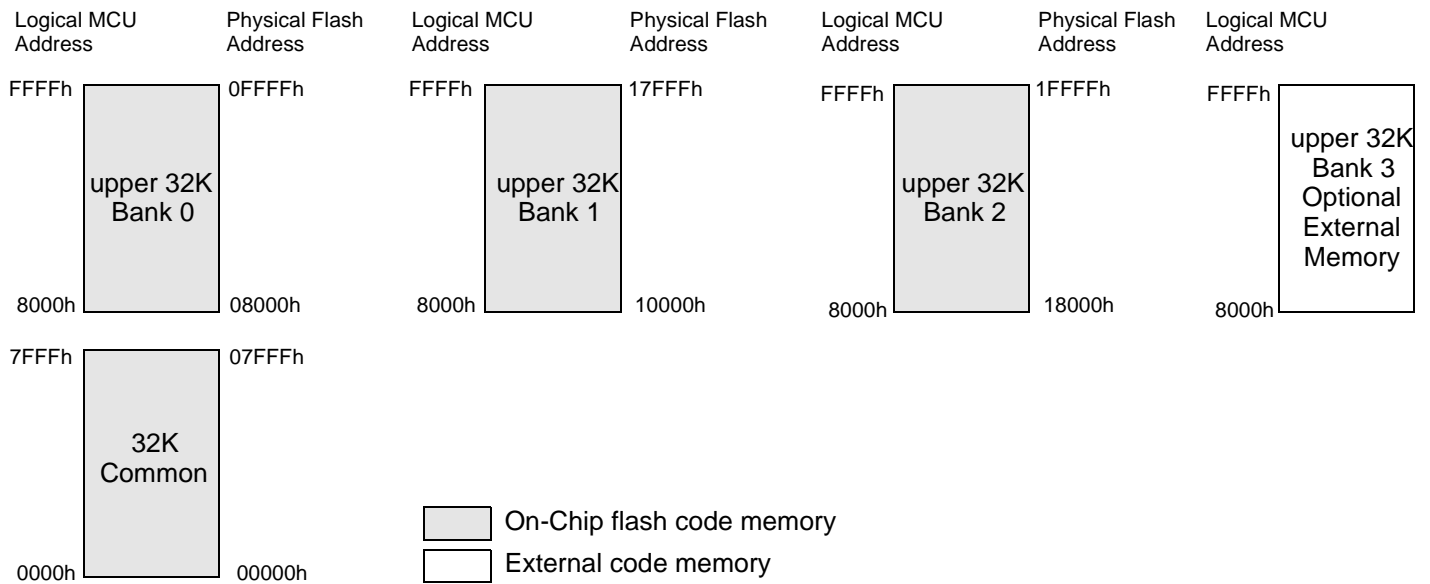 Logical MCU
Address
Physical Flash
Address
Logical MCU
Address
Physical Flash
Address
Logical MCU
Address
Physical Flash
Address
Logical MCU
Address
FFFFh
0FFFFh
upper 32K
Bank 0
8000h
08000h
FFFFh
17FFFh
upper 32K
Bank 1
8000h
10000h
FFFFh
1FFFFh
upper 32K
Bank 2
8000h
18000h
FFFFh
upper 32K
Bank 3
Optional
External
Memory
8000h
7FFFh
07FFFh
32K
Common
0000h
00000h
On-Chip flash code memory
External code memory